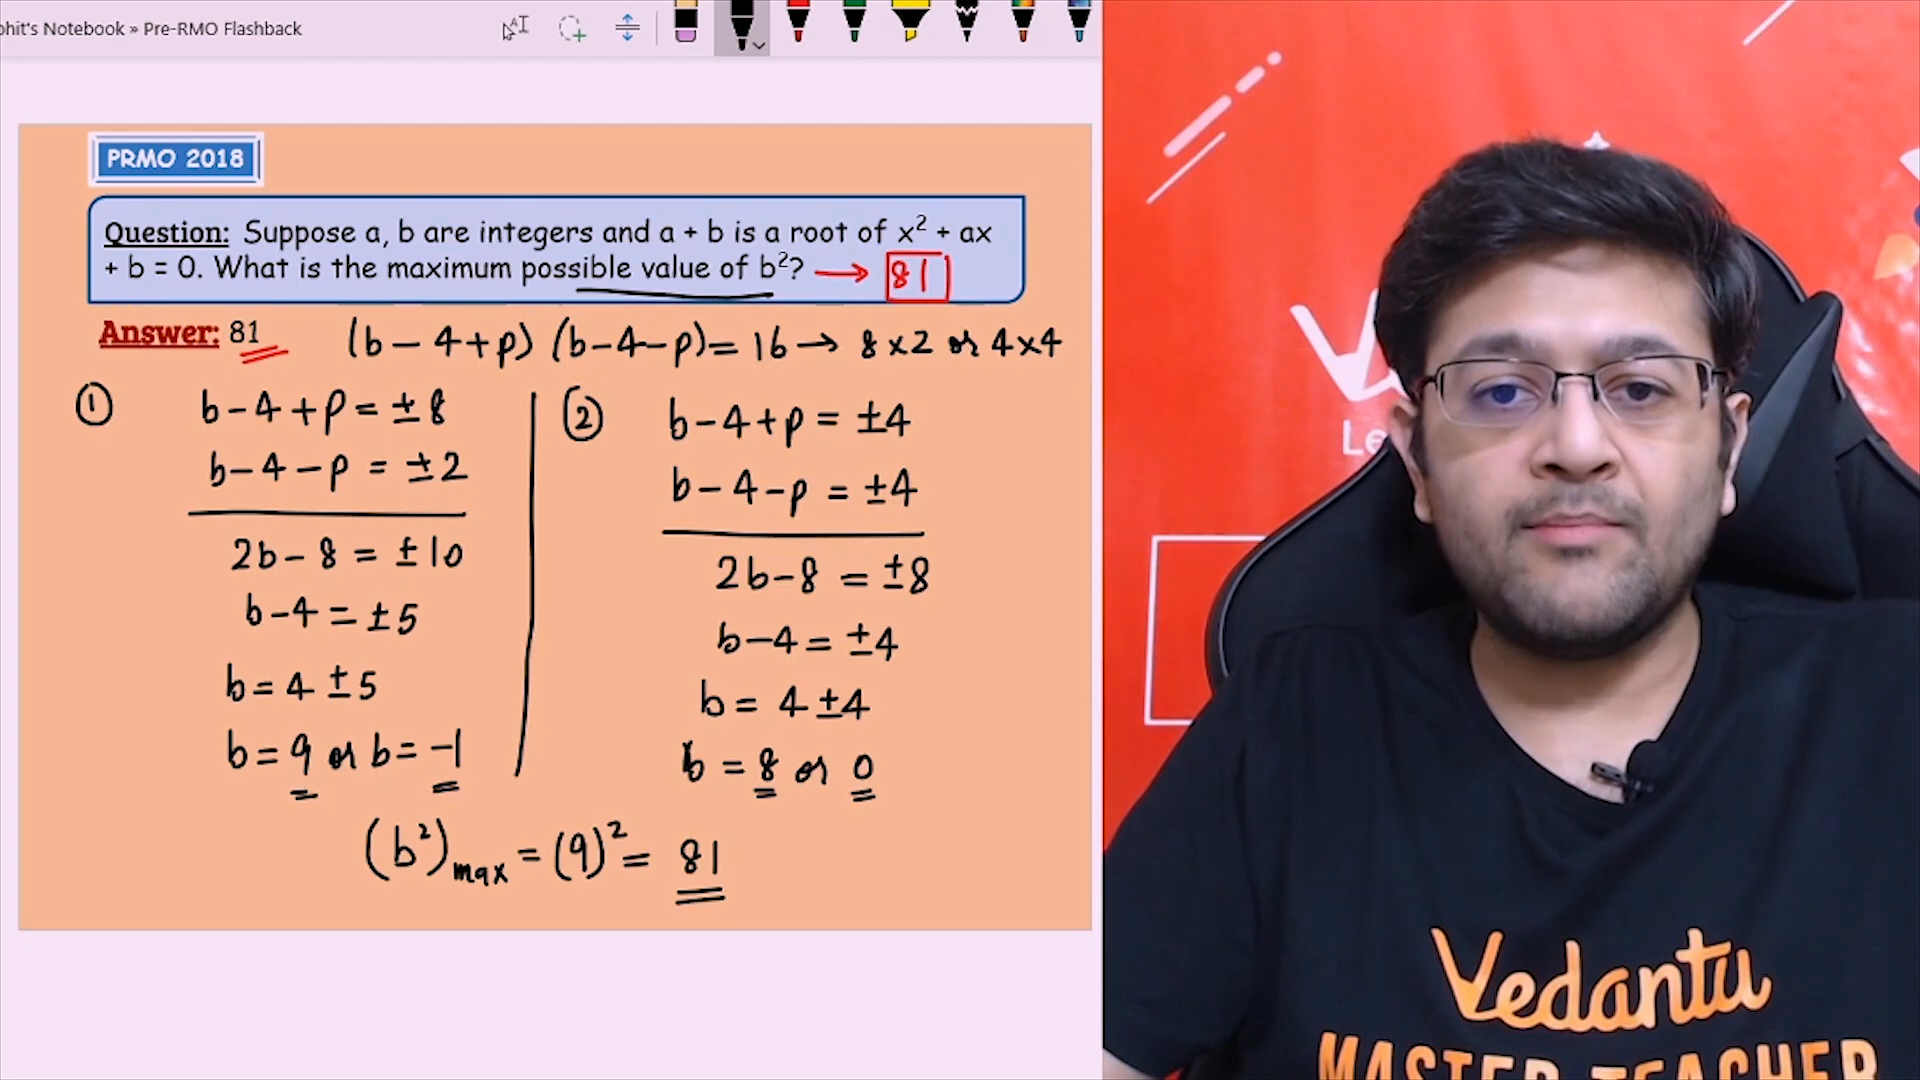 ohit's Notebook » Pre-RMO Flashback
PRMO 2018
Question: Suppose a, b are integers and a + b is a root of x² + ax
+ b = 0. What is the maximum possible value of b²? → 81
Answer: 81
(b - 4 + p) (b - 4 - p) = 16 → 8 x 2 or 4 x 4
①
b - 4 + p = ± 8
b - 4 - p = ± 2
2b - 8 = ± 10
b - 4 = ± 5
b = 4 ± 5
b = 9 or b = -1
②
b - 4 + p = ±4
b - 4 - p = ±4
2b - 8 = ±8
b - 4 = ±4
b = 4 ±4
b = 8 or 0
(b²)max = (9)² = 81
Le
Vedantu
MASTER TEACHER